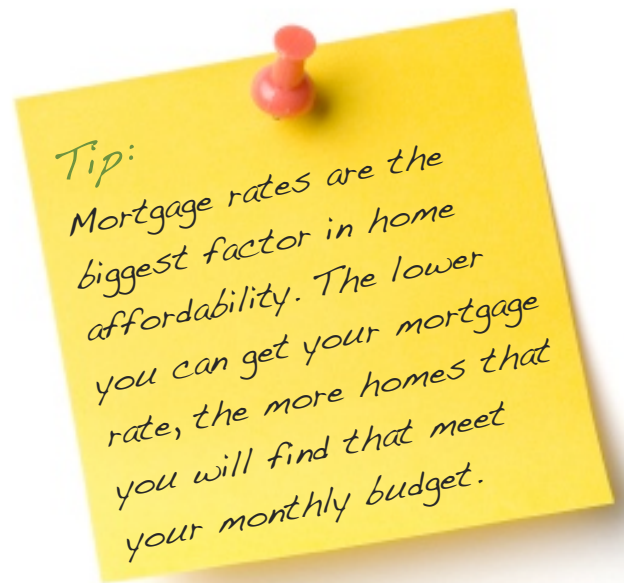 Tip:
Mortgage rates are the
biggest factor in home
affordability. The lower
you can get your mortgage
rate, the more homes that
you will find that meet
your monthly budget.